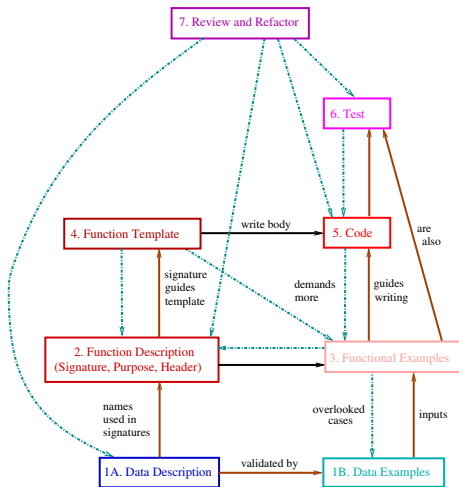 7. Review and Refactor
6. Test
4. Function Template
write body
5. Code
are
also
signature
guides
template
demands
more
guides
writing
2. Function Description
(Signature, Purpose, Header)
3. Functional Examples
names
used in
signatures
overlooked
cases
inputs
1A. Data Description
validated by
1B. Data Examples